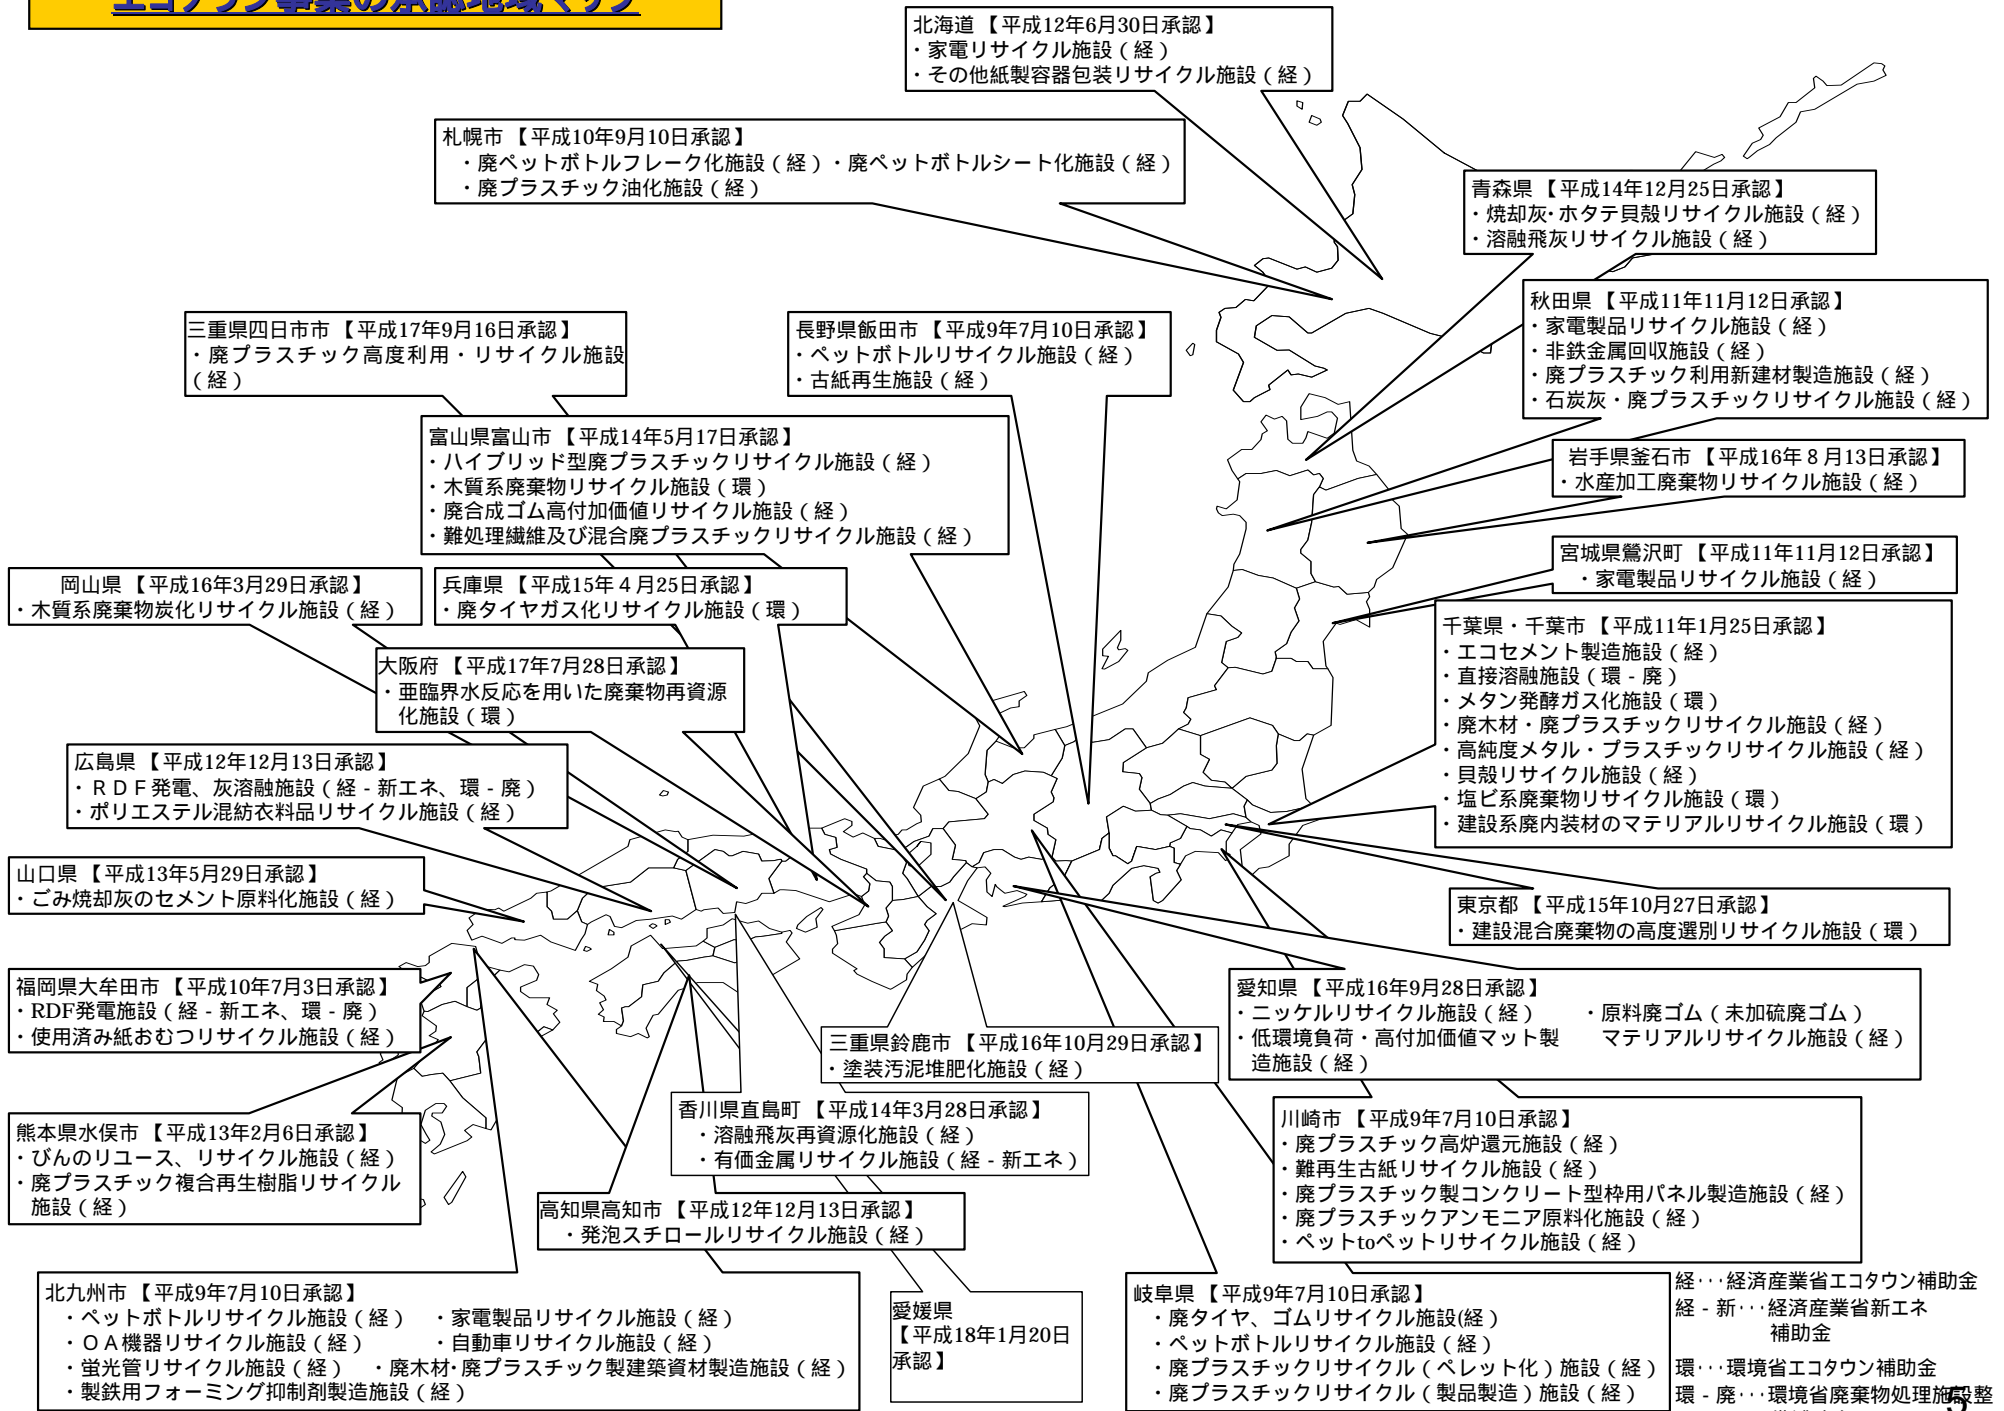 エコタウン事業の承認地域マップ
北海道【平成12年6月30日承認】
・家電リサイクル施設（経）
・その他紙製容器包装リサイクル施設（経）
札幌市【平成10年9月10日承認】
・廃ペットボトルフレーク化施設（経）・廃ペットボトルシート化施設（経）
・廃プラスチック油化施設（経）
青森県【平成14年12月25日承認】
・焼却灰・ホタテ貝殻リサイクル施設（経）
・溶融飛灰リサイクル施設（経）
秋田県【平成11年11月12日承認】
・家電製品リサイクル施設（経）
・非鉄金属回収施設（経）
・廃プラスチック利用新建材製造施設（経）
・石炭灰・廃プラスチックリサイクル施設（経）
三重県四日市市【平成17年9月16日承認】
・廃プラスチック高度利用・リサイクル施設
（経）
長野県飯田市【平成9年7月10日承認】
・ペットボトルリサイクル施設（経）
・古紙再生施設（経）
富山県富山市【平成14年5月17日承認】
・ハイブリッド型廃プラスチックリサイクル施設（経）
・木質系廃棄物リサイクル施設（環）
・廃合成ゴム高付加価値リサイクル施設（経）
・難処理繊維及び混合廃プラスチックリサイクル施設（経）
岩手県釜石市【平成16年８月13日承認】
・水産加工廃棄物リサイクル施設（経）
宮城県鶯沢町【平成11年11月12日承認】
・家電製品リサイクル施設（経）
岡山県【平成16年3月29日承認】
・木質系廃棄物炭化リサイクル施設（経）
兵庫県【平成15年４月25日承認】
・廃タイヤガス化リサイクル施設（環）
千葉県・千葉市【平成11年1月25日承認】
・エコセメント製造施設（経）
・直接溶融施設（環‐廃）
・メタン発酵ガス化施設（環）
・廃木材・廃プラスチックリサイクル施設（経）
・高純度メタル・プラスチックリサイクル施設（経）
・貝殻リサイクル施設（経）
・塩ビ系廃棄物リサイクル施設（環）
・建設系廃内装材のマテリアルリサイクル施設（環）
大阪府【平成17年7月28日承認】
・亜臨界水反応を用いた廃棄物再資源
化施設（環）
広島県【平成12年12月13日承認】
・ＲＤＦ発電、灰溶融施設（経‐新エネ、環‐廃）
・ポリエステル混紡衣料品リサイクル施設（経）
山口県【平成13年5月29日承認】
・ごみ焼却灰のセメント原料化施設（経）
東京都【平成15年10月27日承認】
・建設混合廃棄物の高度選別リサイクル施設（環）
福岡県大牟田市【平成10年7月3日承認】
・RDF発電施設（経‐新エネ、環‐廃）
・使用済み紙おむつリサイクル施設（経）
愛知県【平成16年9月28日承認】
・ニッケルリサイクル施設（経）　・原料廃ゴム（未加硫廃ゴム）
・低環境負荷・高付加価値マット製　マテリアルリサイクル施設（経）
造施設（経）
三重県鈴鹿市【平成16年10月29日承認】
・塗装汚泥堆肥化施設（経）
熊本県水俣市【平成13年2月6日承認】
・びんのリユース、リサイクル施設（経）
・廃プラスチック複合再生樹脂リサイクル
施設（経）
香川県直島町【平成14年3月28日承認】
・溶融飛灰再資源化施設（経）
・有価金属リサイクル施設（経‐新エネ）
川崎市【平成9年7月10日承認】
・廃プラスチック高炉還元施設（経）
・難再生古紙リサイクル施設（経）
・廃プラスチック製コンクリート型枠用パネル製造施設（経）
・廃プラスチックアンモニア原料化施設（経）
・ペットtoペットリサイクル施設（経）
高知県高知市【平成12年12月13日承認】
・発泡スチロールリサイクル施設（経）
北九州市【平成9年7月10日承認】
・ペットボトルリサイクル施設（経）　・家電製品リサイクル施設（経）
・ＯＡ機器リサイクル施設（経）　・自動車リサイクル施設（経）
・蛍光管リサイクル施設（経）　・廃木材・廃プラスチック製建築資材製造施設（経）
・製鉄用フォーミング抑制剤製造施設（経）
愛媛県
【平成18年1月20日
承認】
岐阜県【平成9年7月10日承認】
・廃タイヤ、ゴムリサイクル施設(経）
・ペットボトルリサイクル施設（経）
・廃プラスチックリサイクル（ペレット化）施設（経）
・廃プラスチックリサイクル（製品製造）施設（経）
経･･･経済産業省エコタウン補助金
経‐新･･･経済産業省新エネ
補助金
環･･･環境省エコタウン補助金
環‐廃･･･環境省廃棄物処理施設整
5